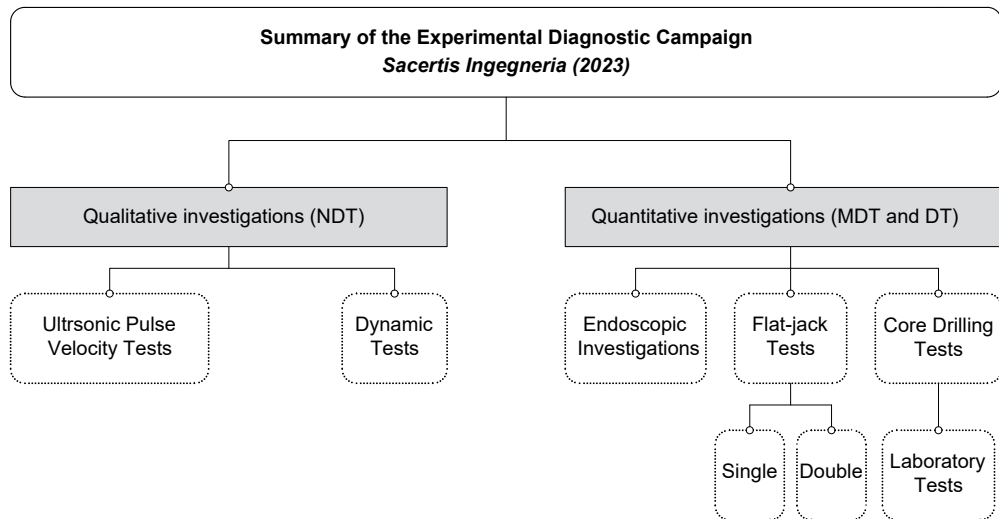 Summary of the Experimental Diagnostic Campaign
Sacertis Ingegneria (2023)
Qualitative investigations (NDT)
Quantitative investigations (MDT and DT)
Ultrsonic Pulse
Velocity Tests
Dynamic
Tests
Endoscopic
Investigations
Flat-jack
Tests
Core Drilling
Tests
Single
Double
Laboratory
Tests